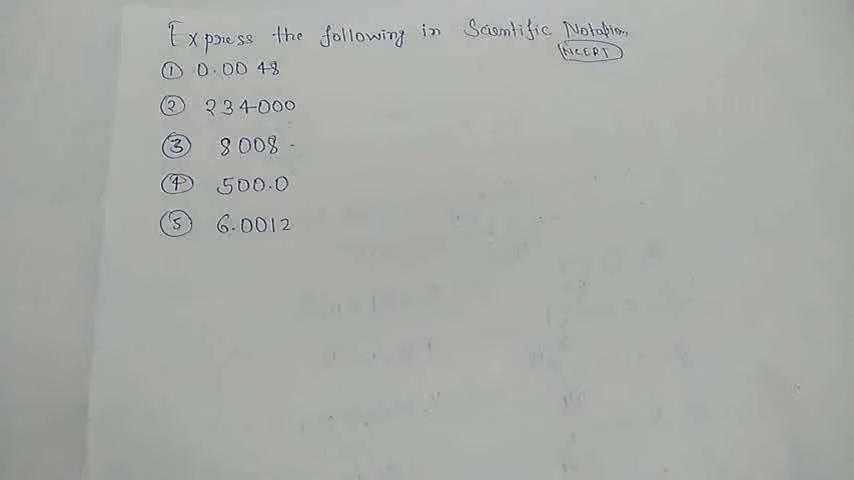 Express the following in Scientific Notation.
(NCERT)
① 0.0048
② 234000
③ 8008
④ 500.0
⑤ 6.0012